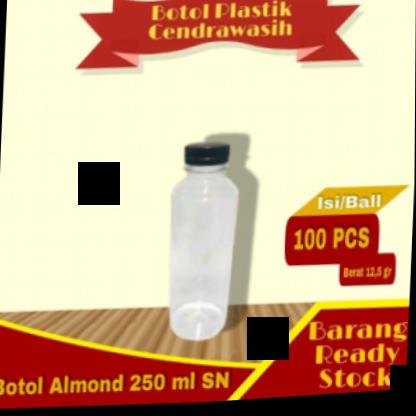 Botol Plastik
Cendrawasih
Isi/Ball
100 PCS
Berat 12,5 gr
Barang
Ready
Stock
Botol Almond 250 ml SN